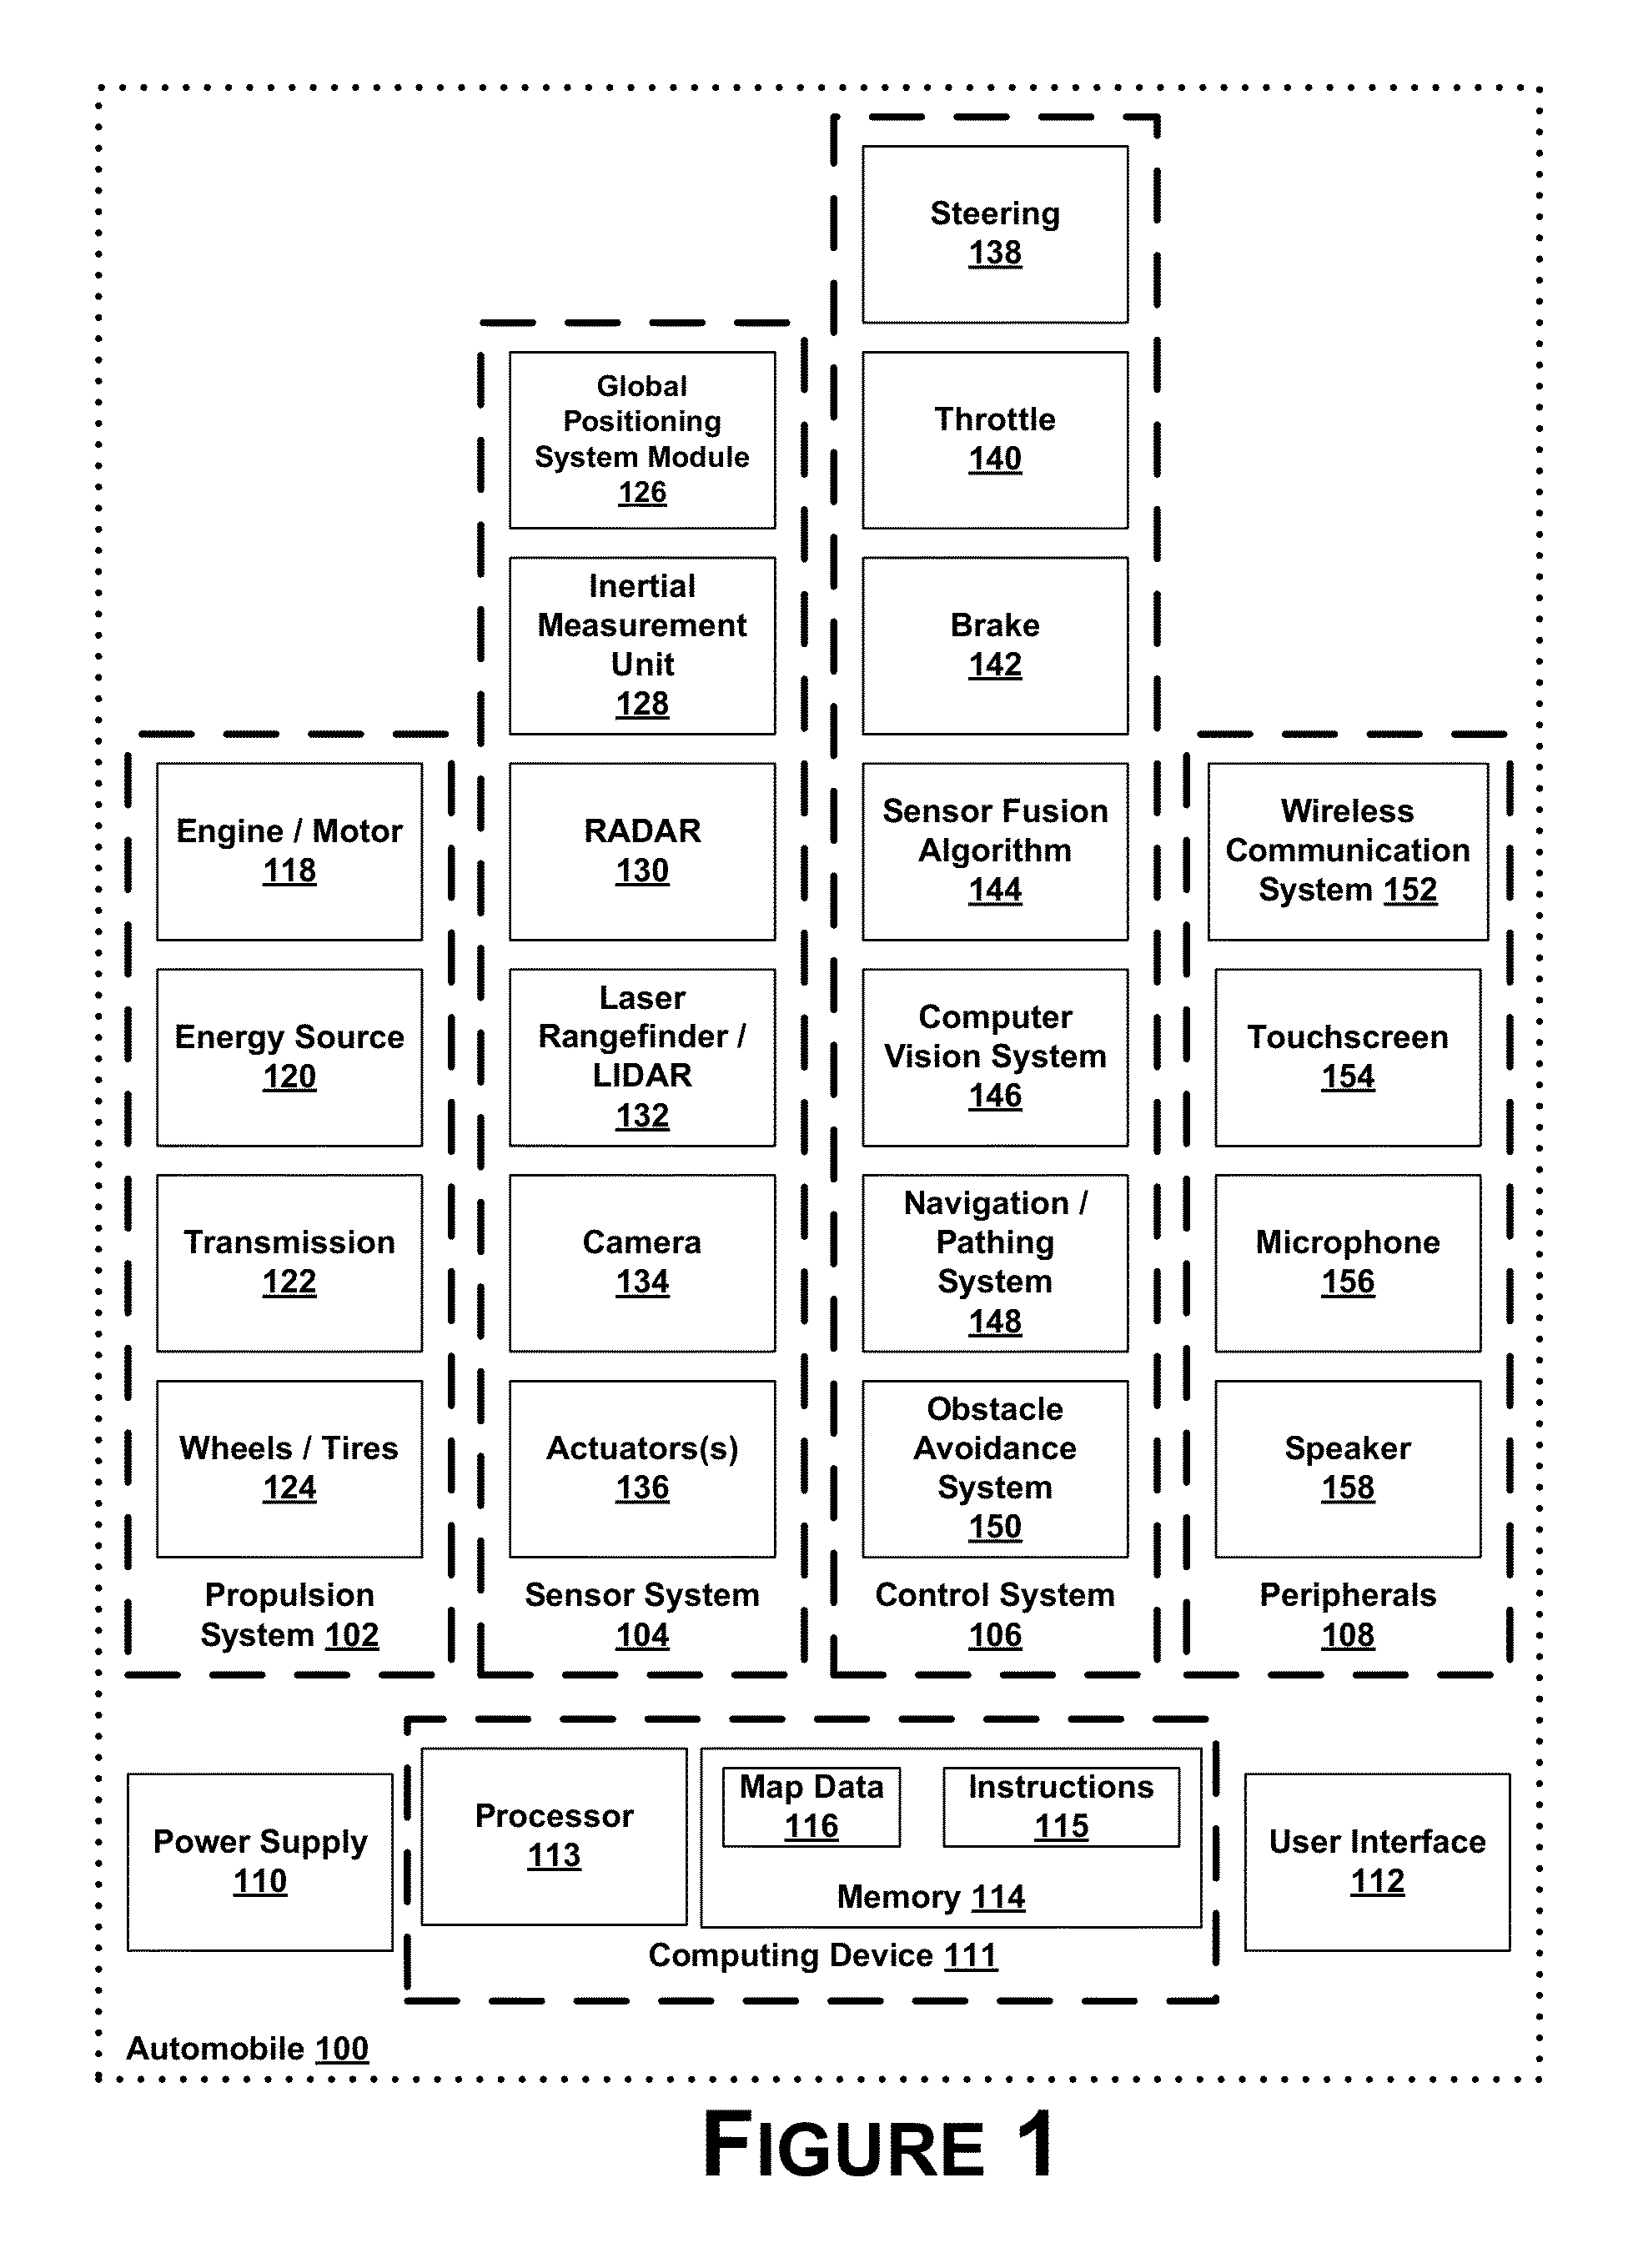 Steering
138
Throttle
140
Brake
142
Sensor Fusion
Algorithm
144
Computer
Vision System
146
Navigation /
Pathing
System
148
Obstacle
Avoidance
System
150
Control System
106
Global
Positioning
System Module
126
Inertial
Measurement
Unit
128
RADAR
130
Laser
Rangefinder /
LIDAR
132
Camera
134
Actuators(s)
136
Sensor System
104
Engine / Motor
118
Energy Source
120
Transmission
122
Wheels / Tires
124
Propulsion
System 102
Wireless
Communication
System 152
Touchscreen
154
Microphone
156
Speaker
158
Peripherals
108
Power Supply
110
Processor
113
Map Data
116
Instructions
115
Memory 114
Computing Device 111
User Interface
112
Automobile 100
FIGURE 1